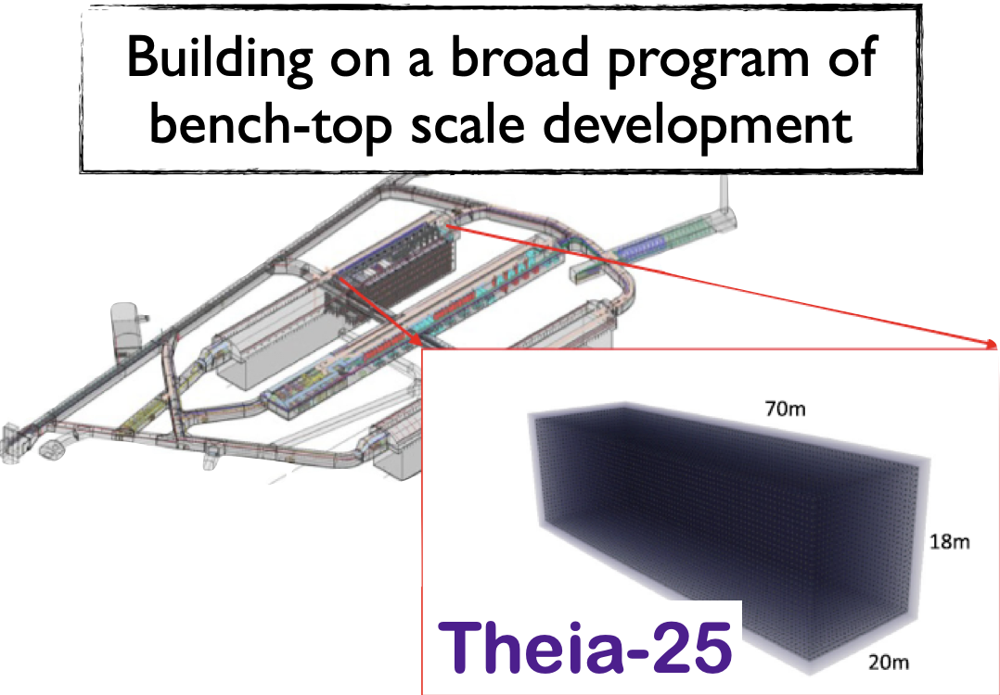 Building on a broad program of
bench-top scale development
70m
18m
Theia-25
20m